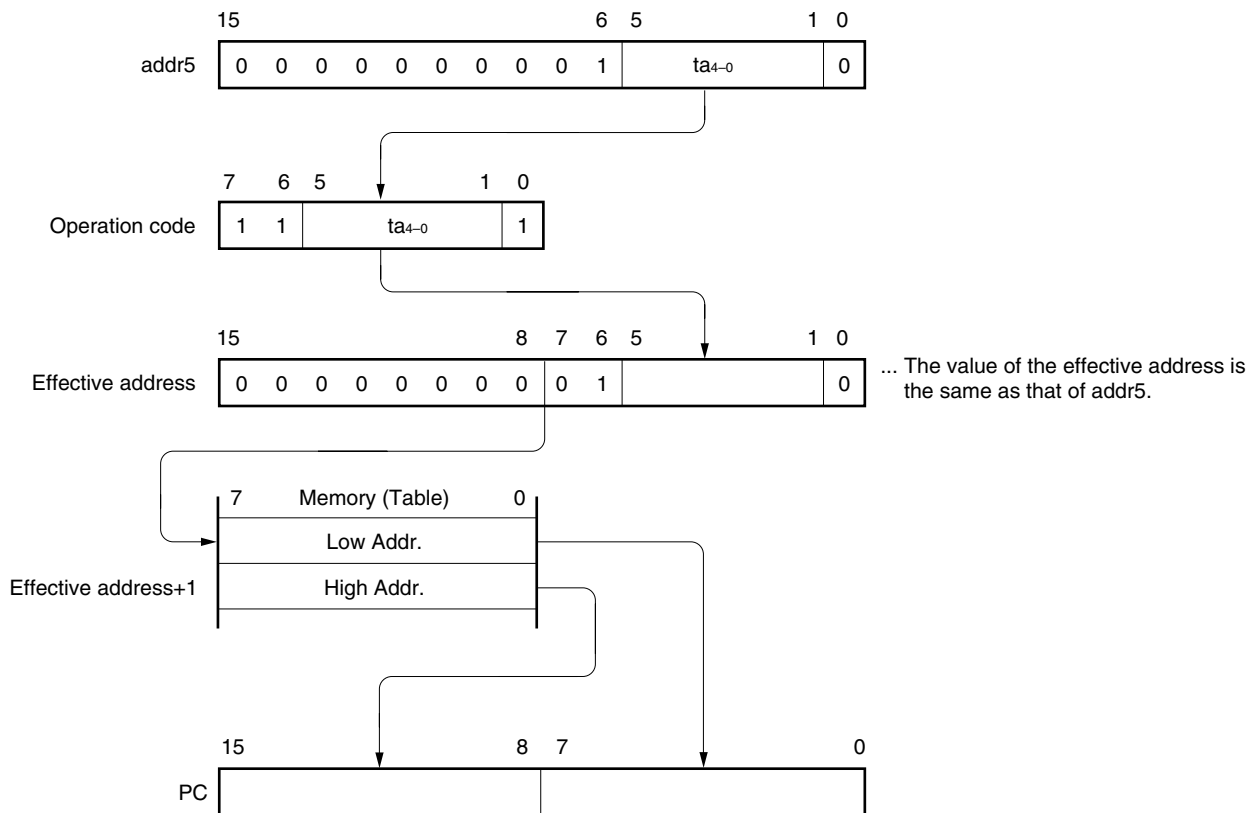 15 6 5 1 0
addr5 0 0 0 0 0 0 0 0 0 1 ta4–0 0
7 6 5 1 0
Operation code 1 1 ta4–0 1
15 8 7 6 5 1 0
Effective address 0 0 0 0 0 0 0 0 0 1 0
... The value of the effective address is
the same as that of addr5.
7 Memory (Table) 0
Low Addr.
Effective address+1 High Addr.
15 8 7 0
PC